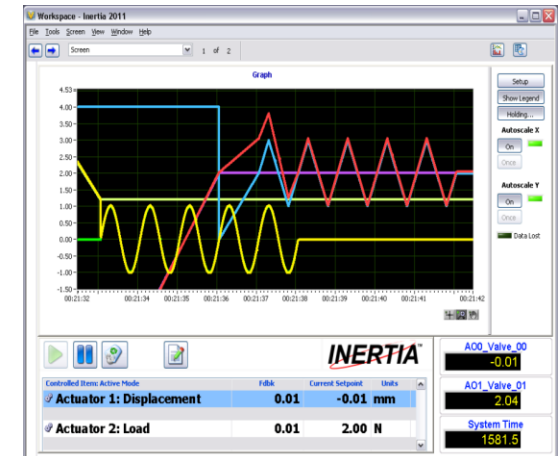 Workspace - Inertia 2011
File Tools Screen View Window Help
Screen 1 of 2
Graph
4.53
4.00
3.50
3.00
2.50
2.00
1.50
1.00
0.50
0.00
-0.50
-1.00
-1.50
00:21:32 00:21:34 00:21:35 00:21:36 00:21:37 00:21:38 00:21:39 00:21:40 00:21:41 00:21:42
Setup
Show Legend
Holding...
Autoscale X
On
Once
Autoscale Y
On
Once
Data Lost
INERTIA
Controlled Item: Active Mode Fdbk Current Setpoint Units
Actuator 1: Displacement 0.01 -0.01 mm
Actuator 2: Load 0.01 2.00 N
AO0_Valve_00
-0.01
AO1_Valve_01
2.04
System Time
1581.5